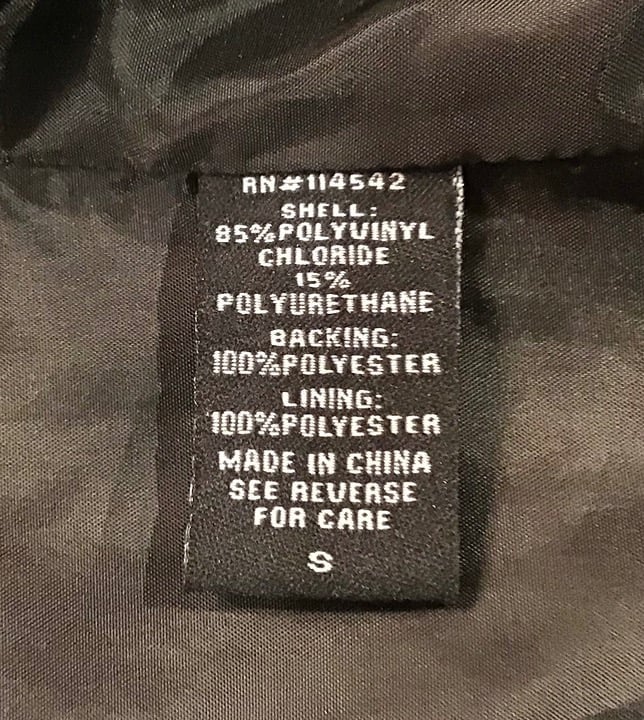 RN#114542
SHELL:
85%POLYVINYL
CHLORIDE
15%
POLYURETHANE
BACKING:
100%POLYESTER
LINING:
100%POLYESTER
MADE IN CHINA
SEE REVERSE
FOR CARE
S